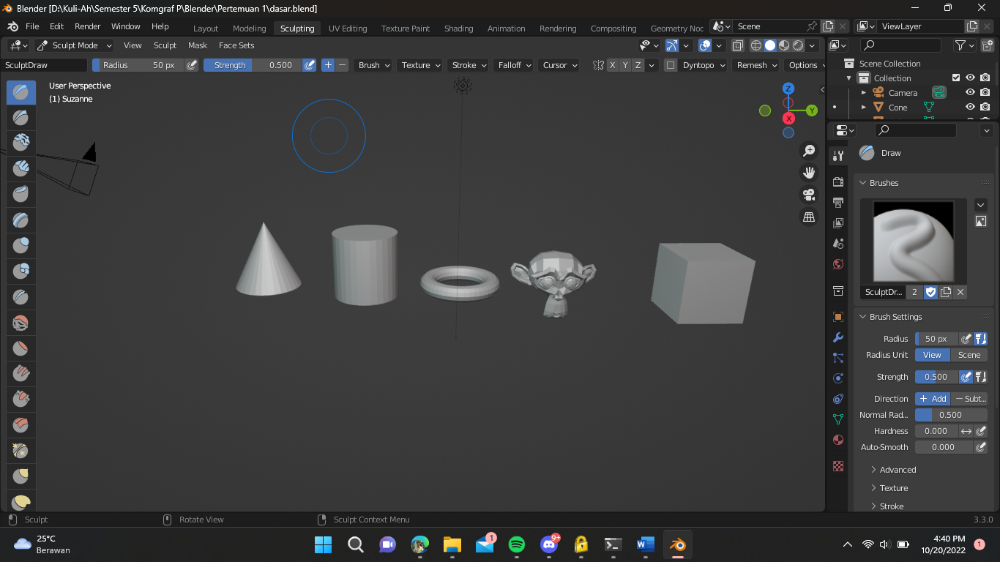 Blender [D:\Kuli-Ah\Semester 5\Komgraf P\Blender\Pertemuan 1\dasar.blend]
File Edit Render Window Help Layout Modeling Sculpting UV Editing Texture Paint Shading Animation Rendering Compositing Geometry Noc Scene ViewLayer
Sculpt Mode View Sculpt Mask Face Sets
SculptDraw Radius 50 px Strength 0.500 Brush Texture Stroke Falloff Cursor X Y Z Dyntopo Remesh Options
User Perspective
(1) Suzanne
Z
Y
X
Scene Collection
Collection
Camera
Cone
Draw
Brushes
SculptDr... 2
Brush Settings
Radius 50 px
Radius Unit View Scene
Strength 0.500
Direction + Add − Subt...
Normal Rad... 0.500
Hardness 0.000
Auto-Smooth 0.000
Advanced
Texture
Stroke
Sculpt Rotate View Sculpt Context Menu 3.3.0
25°C
Berawan
1
9+
4:40 PM
10/20/2022
1